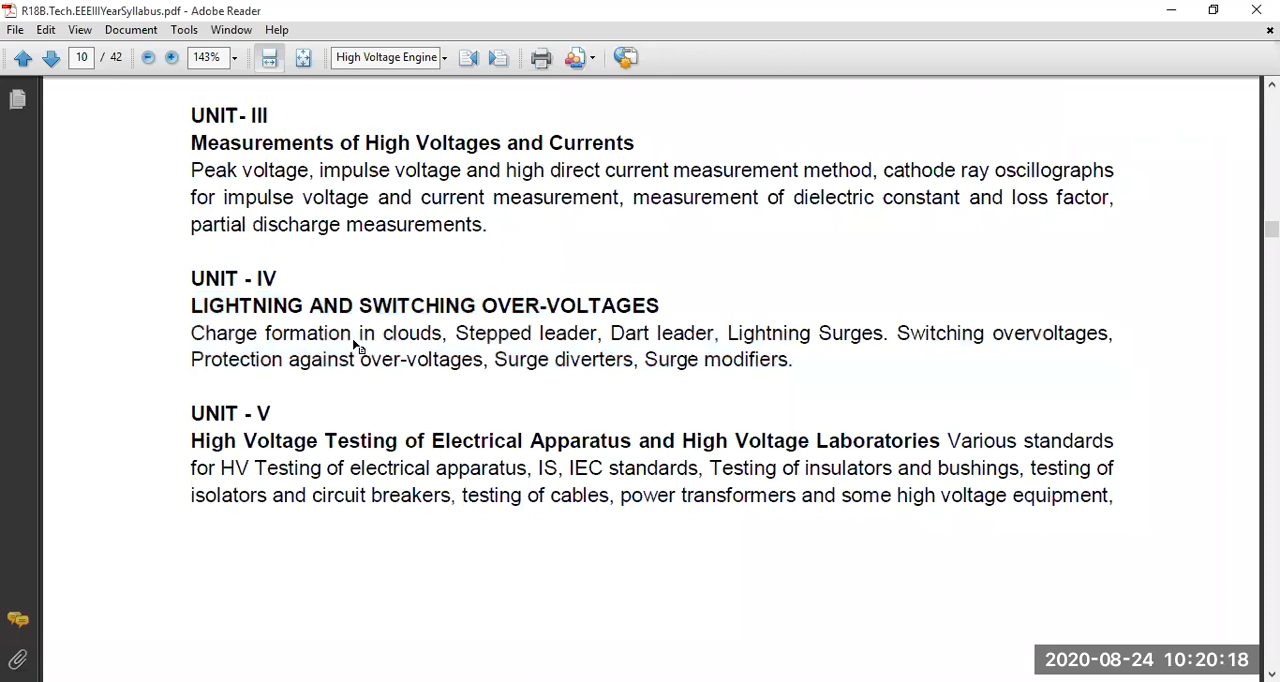 R18B.Tech.EEEIIIYearSyllabus.pdf - Adobe Reader
File Edit View Document Tools Window Help
10 / 42 143% High Voltage Engine
UNIT- III
Measurements of High Voltages and Currents
Peak voltage, impulse voltage and high direct current measurement method, cathode ray oscillographs
for impulse voltage and current measurement, measurement of dielectric constant and loss factor,
partial discharge measurements.
UNIT - IV
LIGHTNING AND SWITCHING OVER-VOLTAGES
Charge formation in clouds, Stepped leader, Dart leader, Lightning Surges. Switching overvoltages,
Protection against over-voltages, Surge diverters, Surge modifiers.
UNIT - V
High Voltage Testing of Electrical Apparatus and High Voltage Laboratories Various standards
for HV Testing of electrical apparatus, IS, IEC standards, Testing of insulators and bushings, testing of
isolators and circuit breakers, testing of cables, power transformers and some high voltage equipment,
2020-08-24 10:20:18